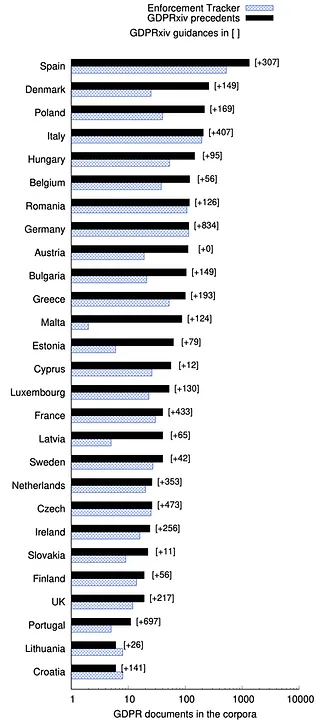 Enforcement Tracker
GDPRxiv precedents
GDPRxiv guidances in [ ]
Spain [+307]
Denmark [+149]
Poland [+169]
Italy [+407]
Hungary [+95]
Belgium [+56]
Romania [+126]
Germany [+834]
Austria [+0]
Bulgaria [+149]
Greece [+193]
Malta [+124]
Estonia [+79]
Cyprus [+12]
Luxembourg [+130]
France [+433]
Latvia [+65]
Sweden [+42]
Netherlands [+353]
Czech [+473]
Ireland [+256]
Slovakia [+11]
Finland [+56]
UK [+217]
Portugal [+697]
Lithuania [+26]
Croatia [+141]
1 10 100 1000 10000
GDPR documents in the corpora